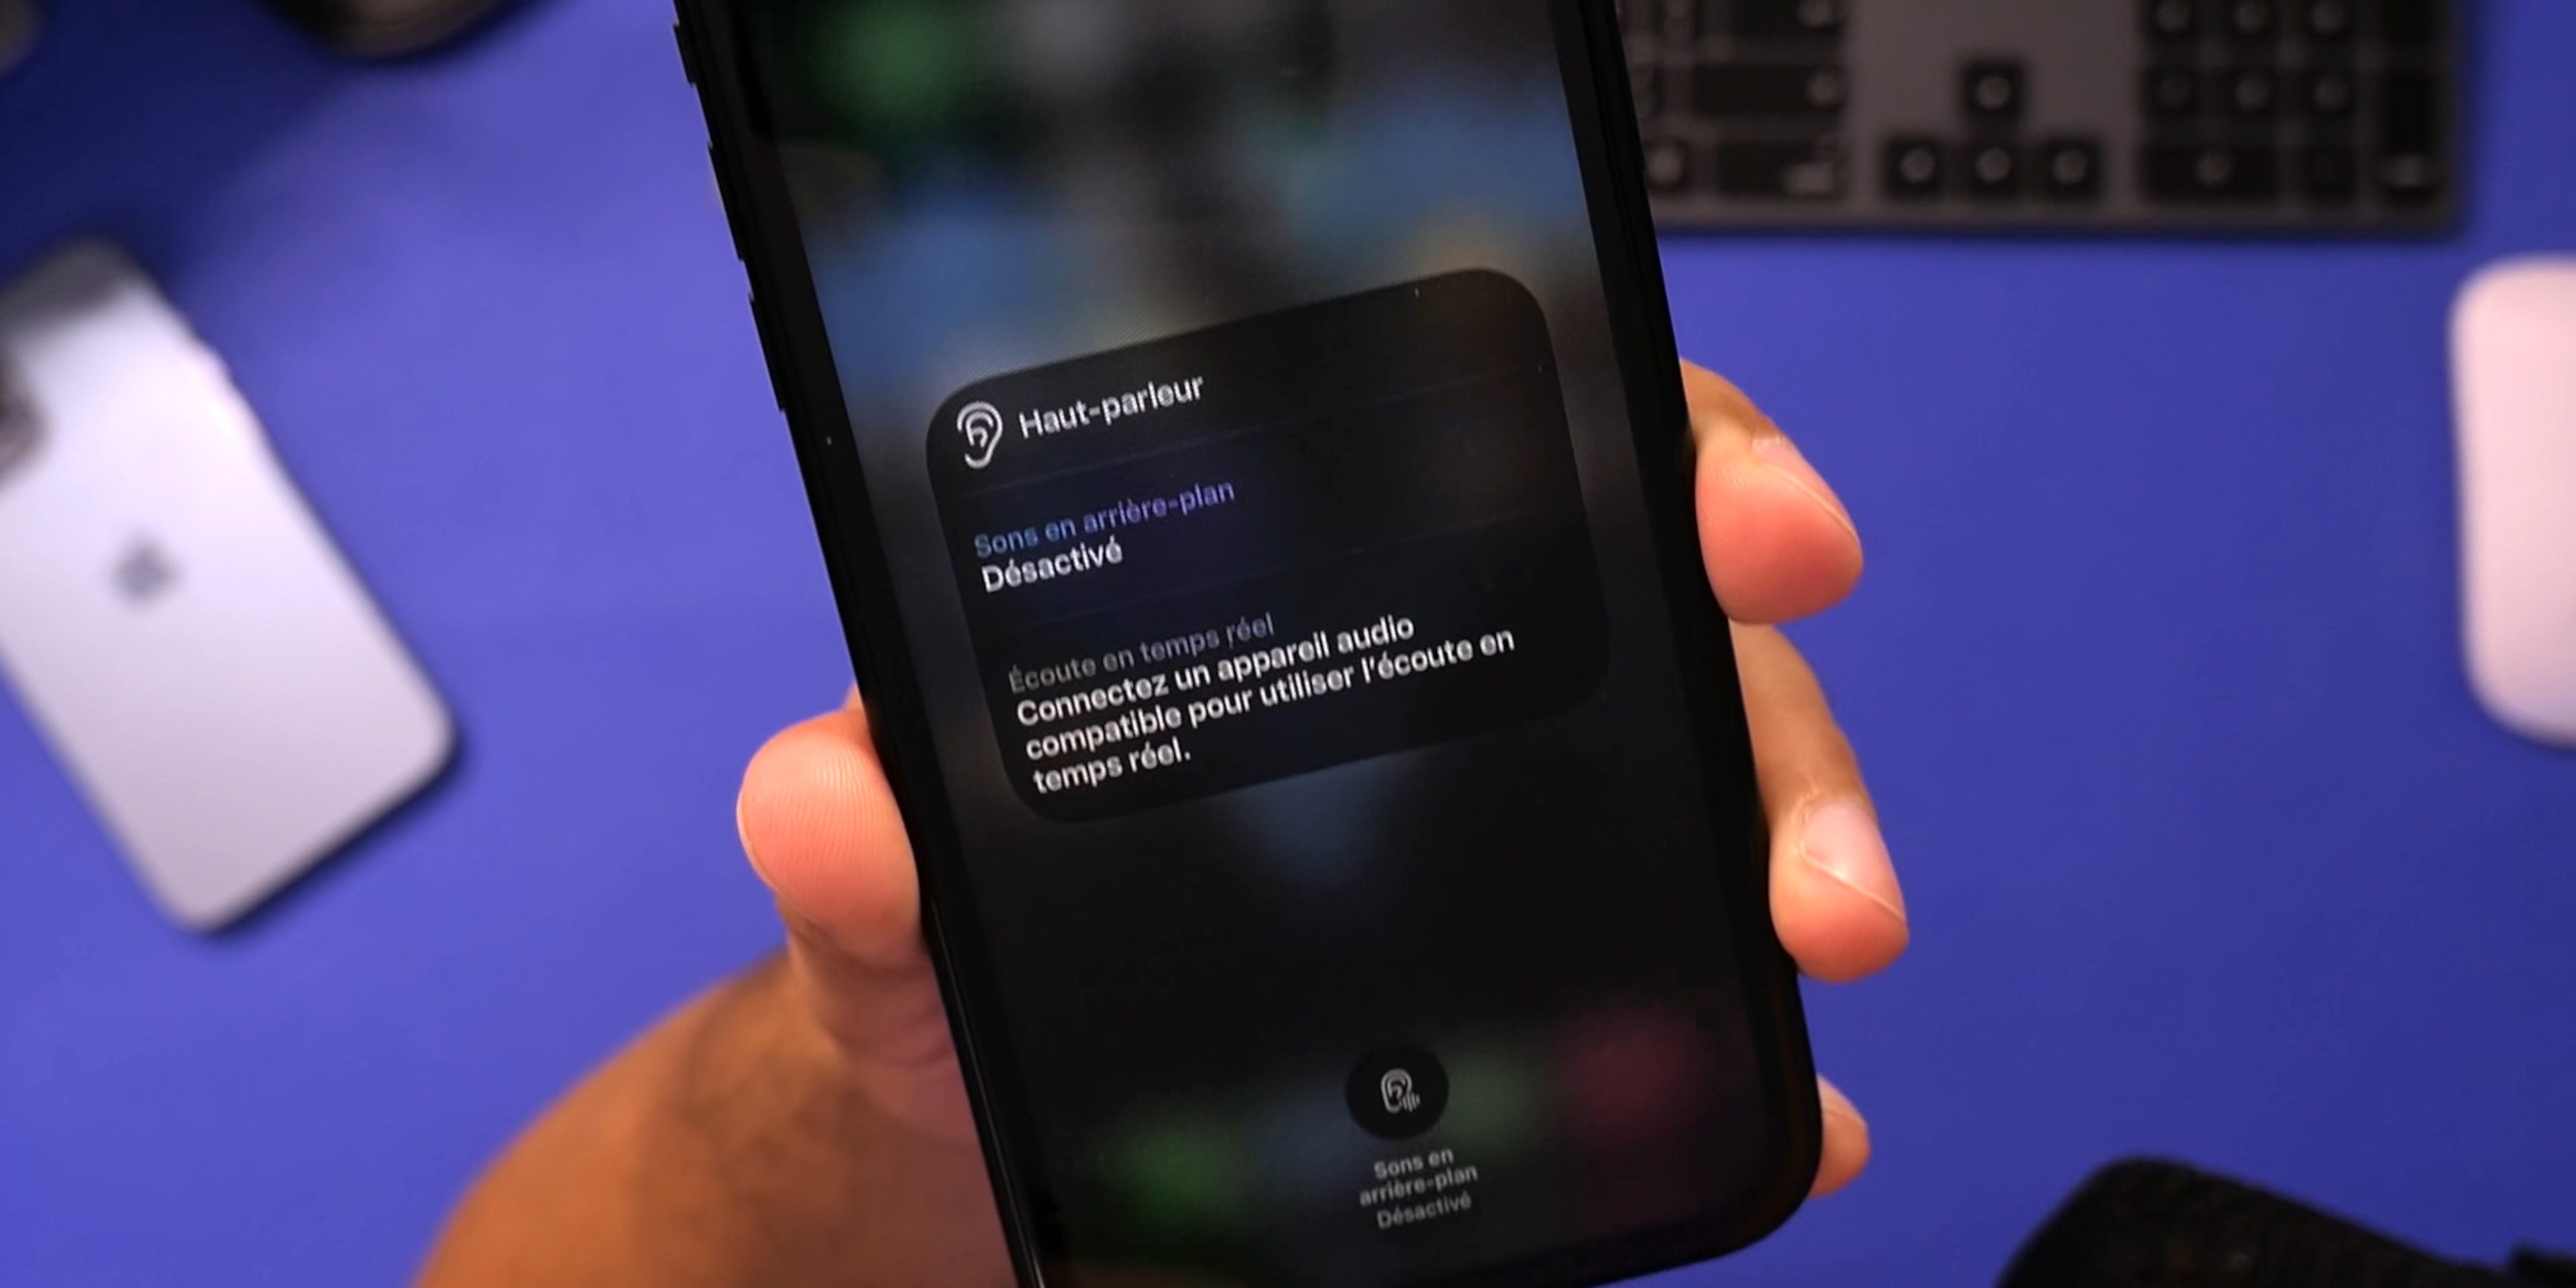 Haut-parleur
Sons en arrière-plan
Désactivé
Écoute en temps réel
Connectez un appareil audio
compatible pour utiliser l'écoute en
temps réel.
Sons en
arrière-plan
Désactivé